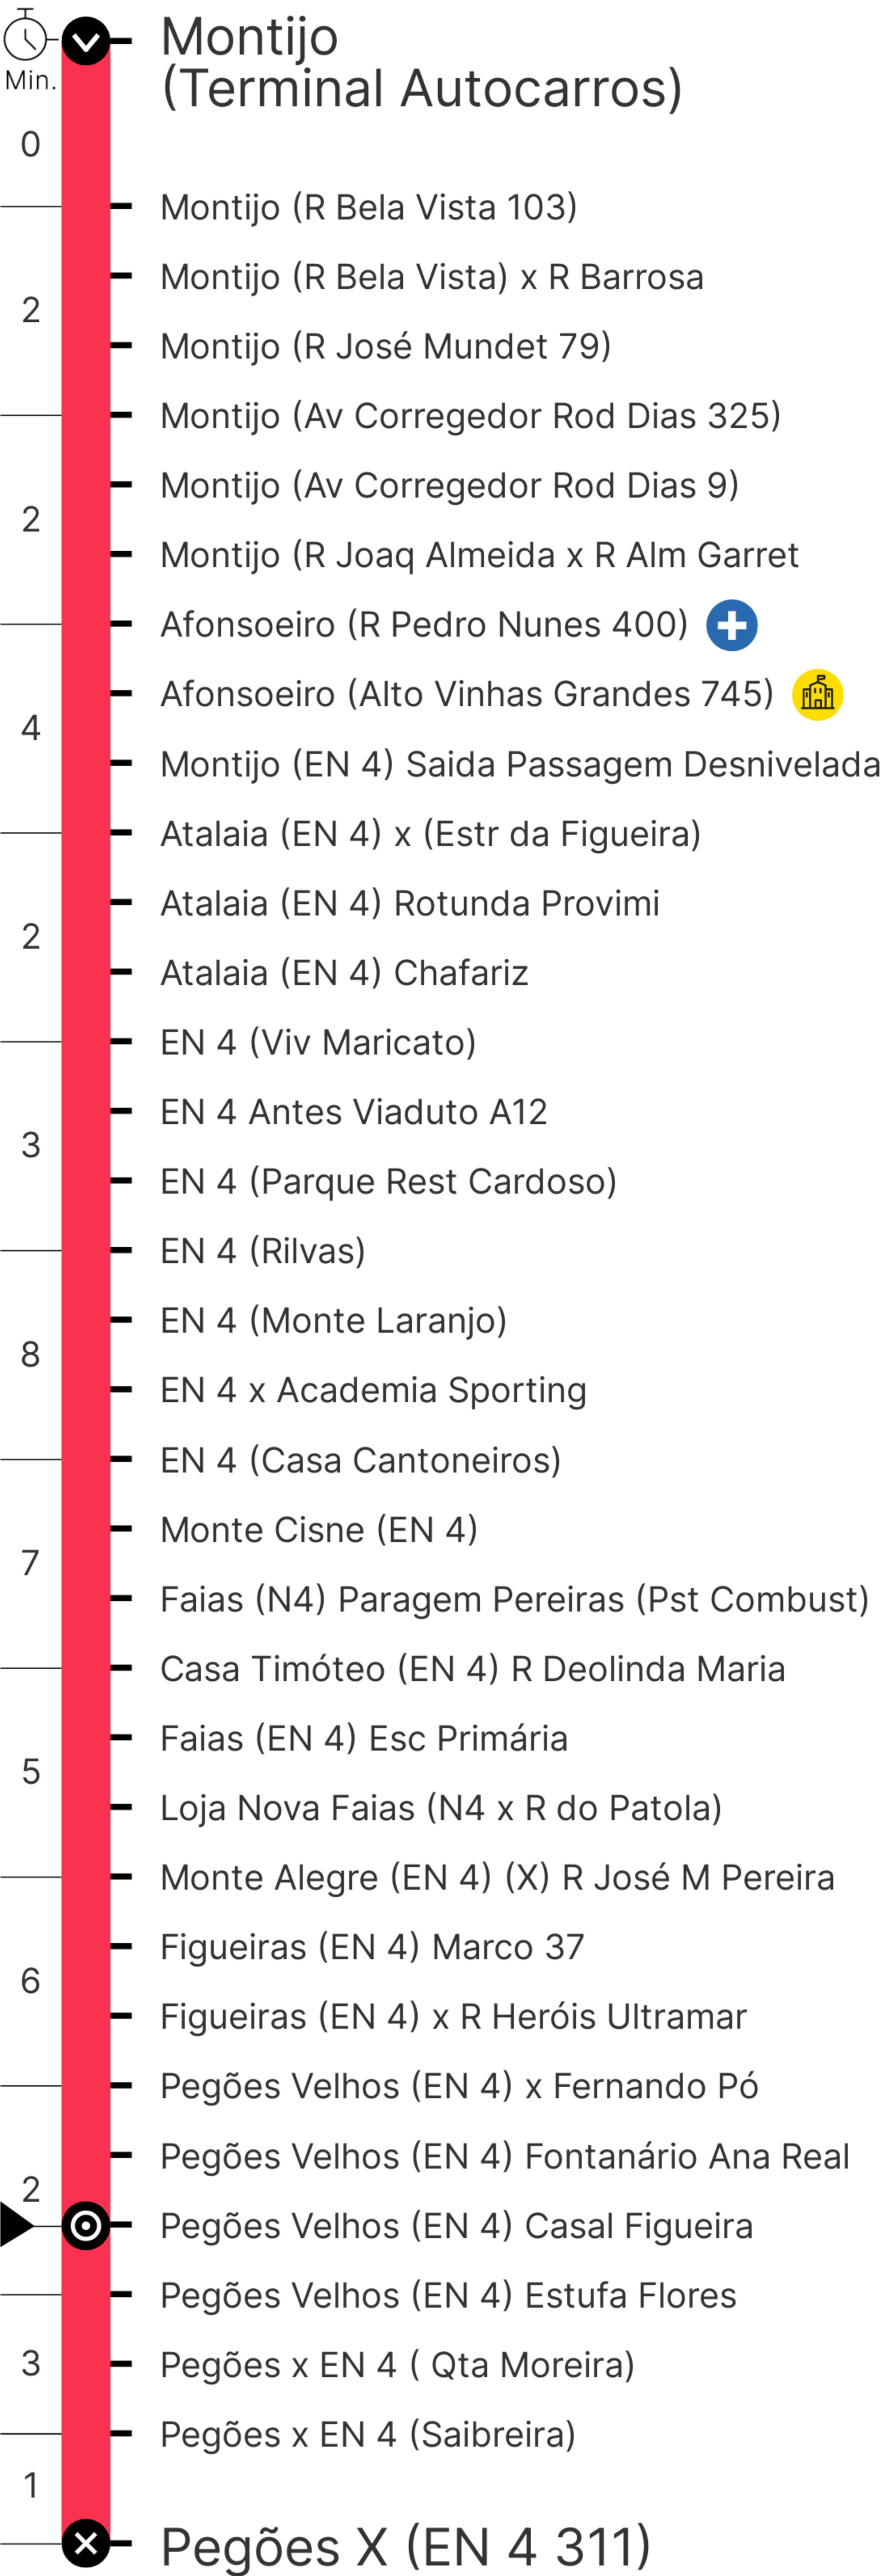 Montijo
(Terminal Autocarros)
Min.
0
Montijo (R Bela Vista 103)
Montijo (R Bela Vista) x R Barrosa
2
Montijo (R José Mundet 79)
Montijo (Av Corregedor Rod Dias 325)
Montijo (Av Corregedor Rod Dias 9)
2
Montijo (R Joaq Almeida x R Alm Garret
Afonsoeiro (R Pedro Nunes 400)
Afonsoeiro (Alto Vinhas Grandes 745)
4
Montijo (EN 4) Saida Passagem Desnivelada
Atalaia (EN 4) x (Estr da Figueira)
Atalaia (EN 4) Rotunda Provimi
2
Atalaia (EN 4) Chafariz
EN 4 (Viv Maricato)
EN 4 Antes Viaduto A12
3
EN 4 (Parque Rest Cardoso)
EN 4 (Rilvas)
EN 4 (Monte Laranjo)
8
EN 4 x Academia Sporting
EN 4 (Casa Cantoneiros)
Monte Cisne (EN 4)
7
Faias (N4) Paragem Pereiras (Pst Combust)
Casa Timóteo (EN 4) R Deolinda Maria
Faias (EN 4) Esc Primária
5
Loja Nova Faias (N4 x R do Patola)
Monte Alegre (EN 4) (X) R José M Pereira
Figueiras (EN 4) Marco 37
6
Figueiras (EN 4) x R Heróis Ultramar
Pegões Velhos (EN 4) x Fernando Pó
Pegões Velhos (EN 4) Fontanário Ana Real
2
Pegões Velhos (EN 4) Casal Figueira
Pegões Velhos (EN 4) Estufa Flores
3
Pegões x EN 4 ( Qta Moreira)
Pegões x EN 4 (Saibreira)
1
Pegões X (EN 4 311)